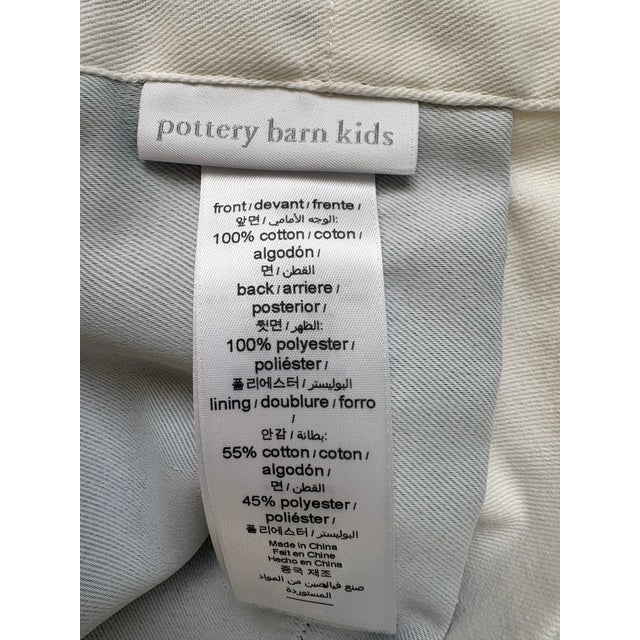 pottery barn kids
front / devant / frente /
앞면 / الوجه الأمامي:
100% cotton / coton /
algodón /
면 / القطن
back / arriere /
posterior /
뒷면 / الظهر:
100% polyester /
poliéster /
폴리에스터 / البوليستر
lining / doublure / forro
/
안감 / بطانة:
55% cotton / coton /
algodón /
면 / القطن
45% polyester /
poliéster /
폴리에스터 / البوليستر
Made in China
Fait en Chine
Hecho en China
중국 제조
صنع في الصين من المواد
المستوردة